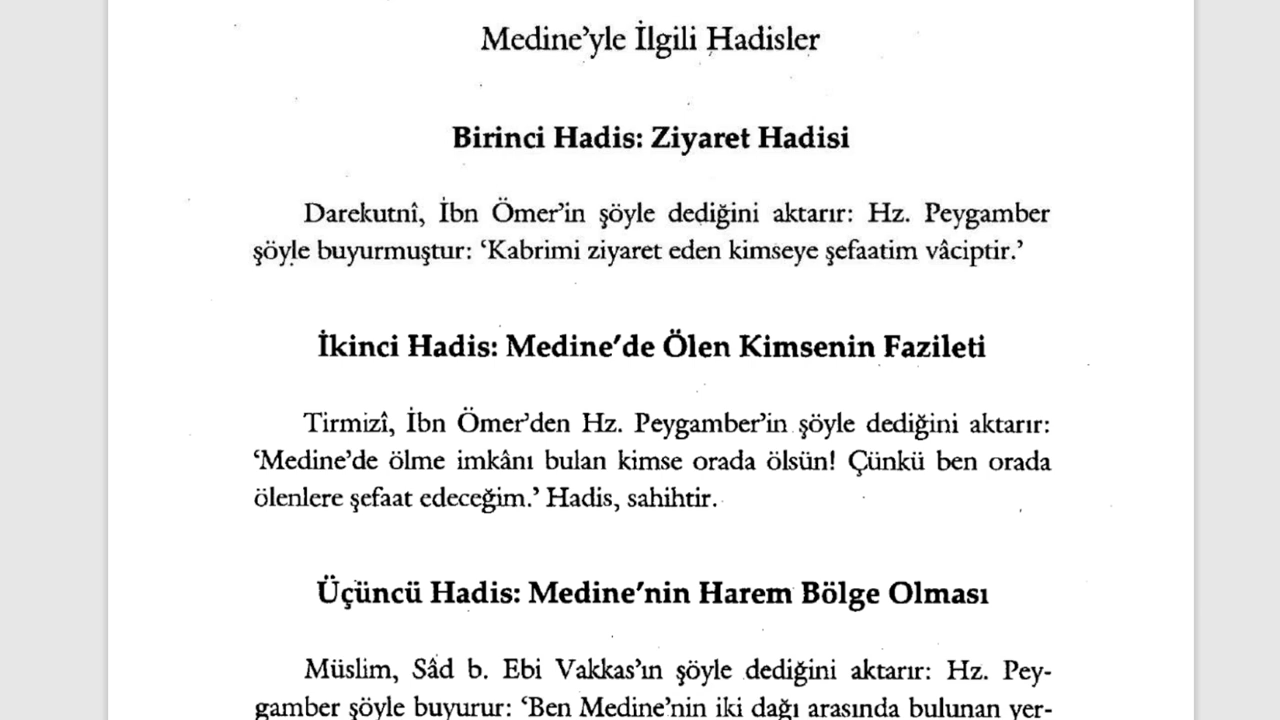 Medine’yle İlgili Hadisler
Birinci Hadis: Ziyaret Hadisi
Darekutnî, İbn Ömer’in şöyle dediğini aktarır: Hz. Peygamber
şöyle buyurmuştur: ‘Kabrimi ziyaret eden kimseye şefaatim vâciptir.’
İkinci Hadis: Medine’de Ölen Kimsenin Fazileti
Tirmizî, İbn Ömer’den Hz. Peygamber’in şöyle dediğini aktarır:
‘Medine’de ölme imkânı bulan kimse orada ölsün! Çünkü ben orada
ölenlere şefaat edeceğim.’ Hadis, sahihtir.
Üçüncü Hadis: Medine’nin Harem Bölge Olması
Müslim, Sâd b. Ebi Vakkas’ın şöyle dediğini aktarır: Hz. Pey-
gamber şöyle buyurur: ‘Ben Medine’nin iki dağı arasında bulunan yer-